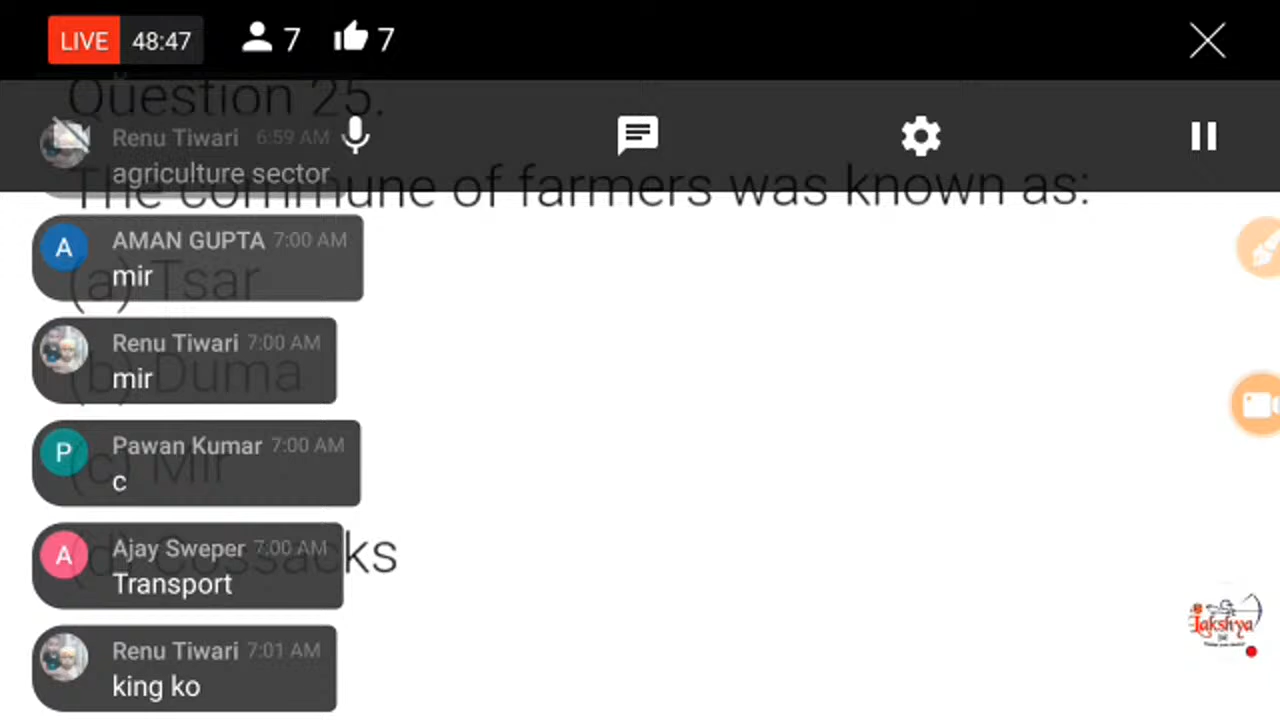 LIVE 48:47 7 7
Question 25.
Renu Tiwari 6:59 AM
agriculture sector
The commune of farmers was known as:
AMAN GUPTA 7:00 AM
mir
(a) Tsar
Renu Tiwari 7:00 AM
mir
(b) Duma
Pawan Kumar 7:00 AM
c
(c) Mir
Ajay Sweper 7:00 AM
Transport
(d) Cossacks
Renu Tiwari 7:01 AM
king ko
A
P
A
lakshya